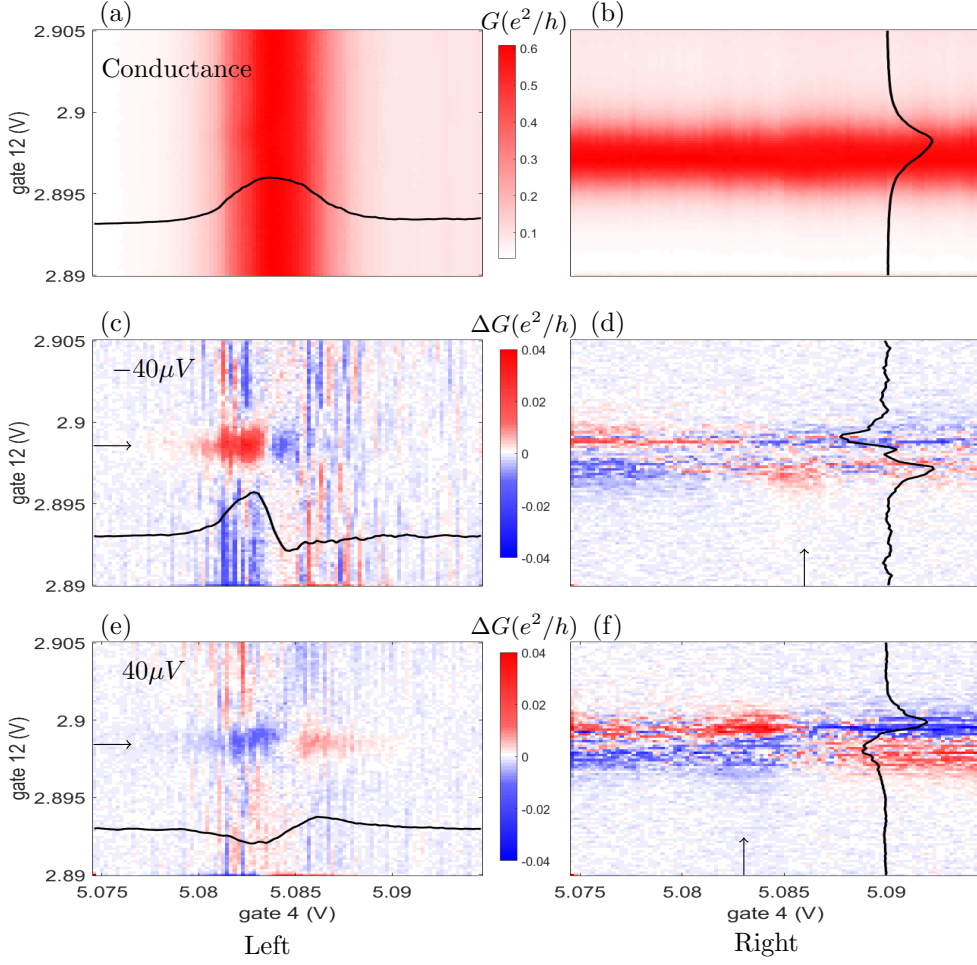 (a)
G(e²/h)
(b)
2.905
2.9
2.895
2.89
gate 12 (V)
Conductance
0.6
0.5
0.4
0.3
0.2
0.1
(c)
ΔG(e²/h)
(d)
2.905
2.9
2.895
2.89
gate 12 (V)
−40μV
0.04
0.02
0
-0.02
-0.04
(e)
ΔG(e²/h)
(f)
2.905
2.9
2.895
2.89
gate 12 (V)
40μV
0.04
0.02
0
-0.02
-0.04
5.075 5.08 5.085 5.09
gate 4 (V)
Left
5.075 5.08 5.085 5.09
gate 4 (V)
Right